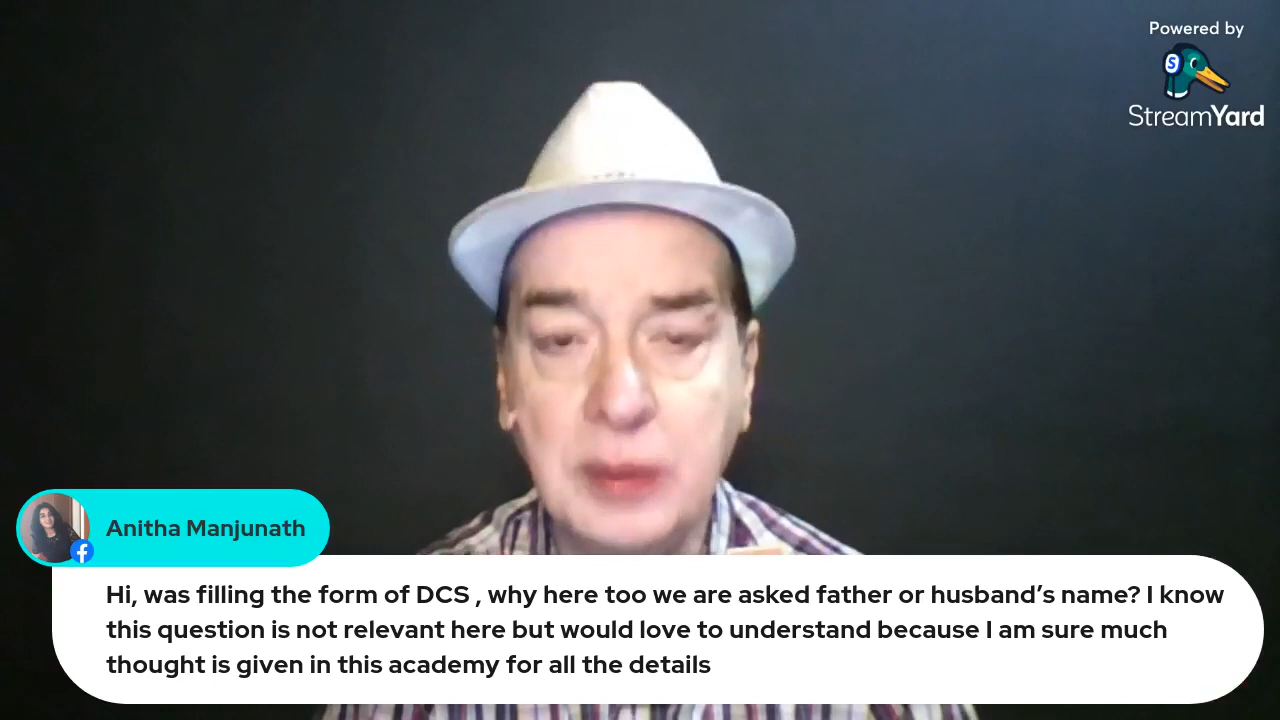 Powered by
StreamYard
Anitha Manjunath
Hi, was filling the form of DCS , why here too we are asked father or husband’s name? I know
this question is not relevant here but would love to understand because I am sure much
thought is given in this academy for all the details